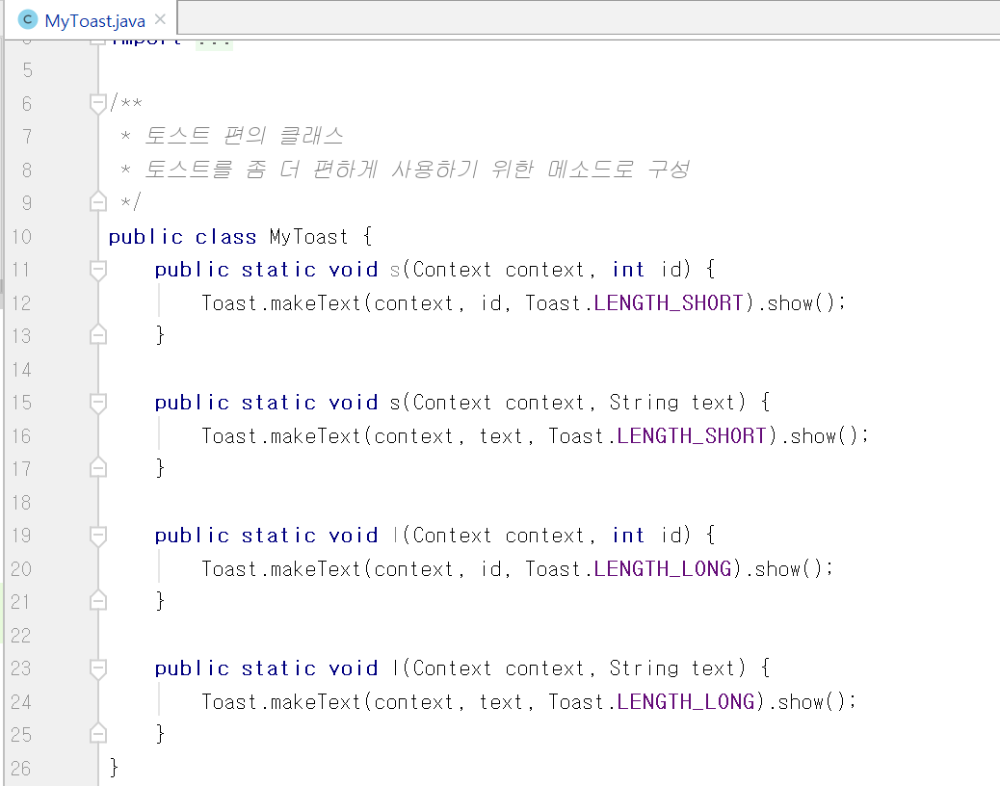 C MyToast.java ×
import ...
5
6 /**
7 * 토스트 편의 클래스
8 * 토스트를 좀 더 편하게 사용하기 위한 메소드로 구성
9 */
10 public class MyToast {
11 public static void s(Context context, int id) {
12 Toast.makeText(context, id, Toast.LENGTH_SHORT).show();
13 }
14
15 public static void s(Context context, String text) {
16 Toast.makeText(context, text, Toast.LENGTH_SHORT).show();
17 }
18
19 public static void l(Context context, int id) {
20 Toast.makeText(context, id, Toast.LENGTH_LONG).show();
21 }
22
23 public static void l(Context context, String text) {
24 Toast.makeText(context, text, Toast.LENGTH_LONG).show();
25 }
26 }